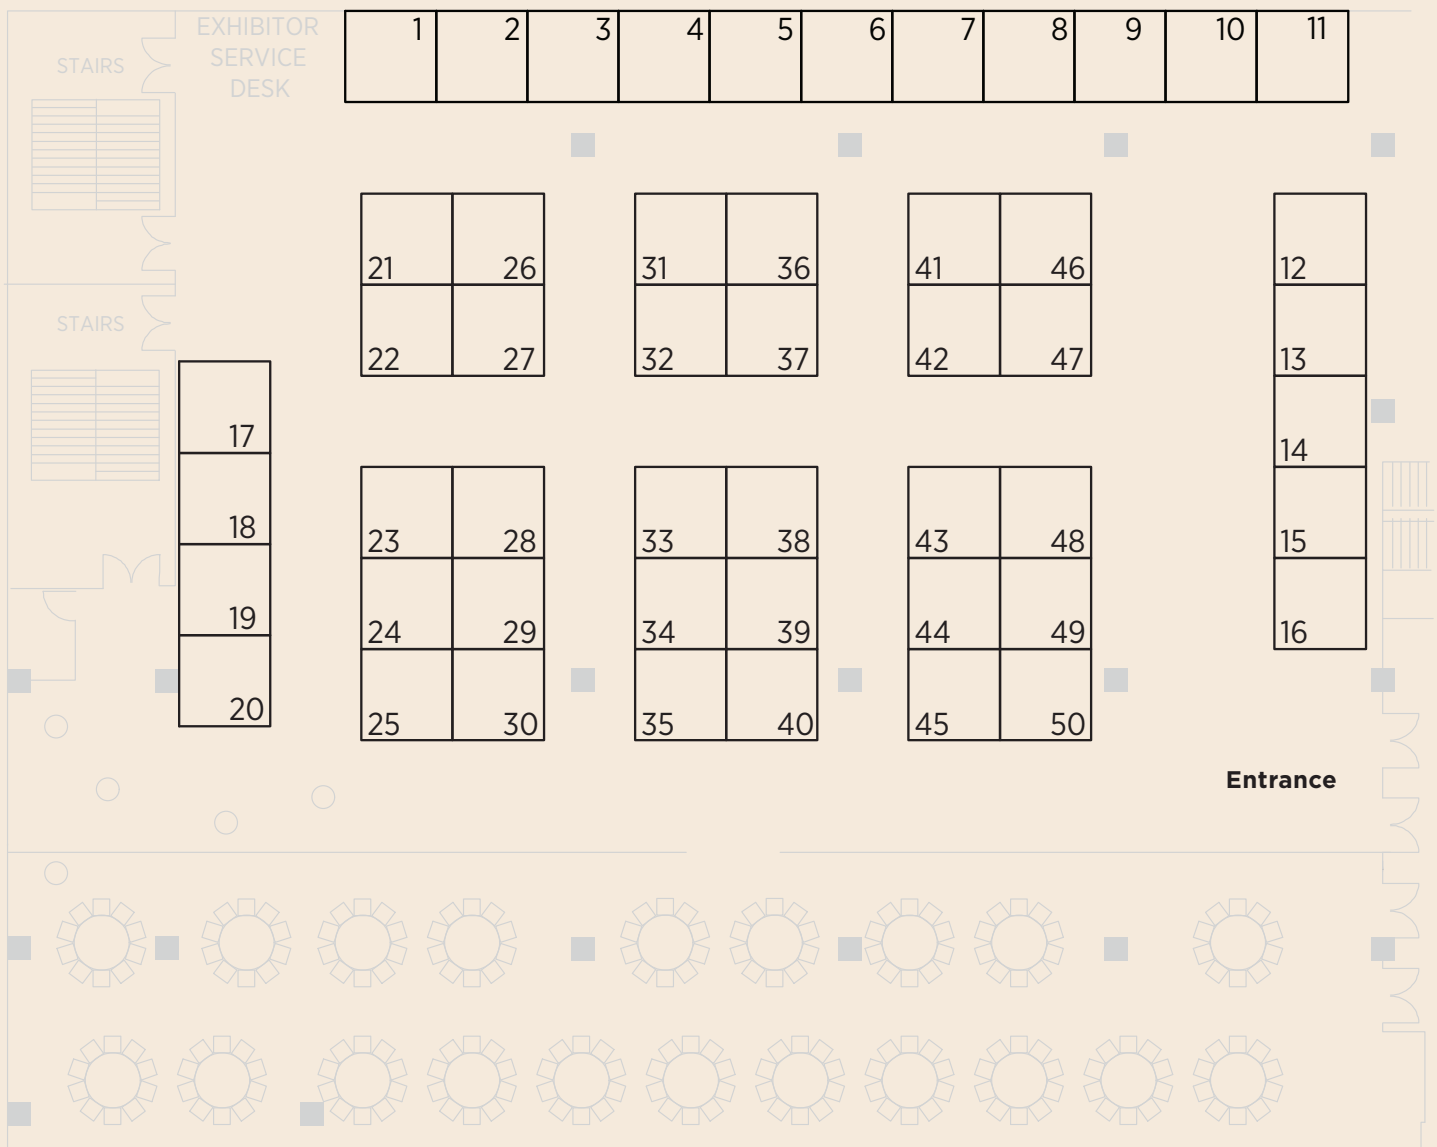 EXHIBITOR
SERVICE
DESK
STAIRS
1 2 3 4 5 6 7 8 9 10 11
21 26 31 36 41 46 12
STAIRS
22 27 32 37 42 47 13
17
14
18
23 28 33 38 43 48 15
19
24 29 34 39 44 49 16
20
25 30 35 40 45 50
Entrance